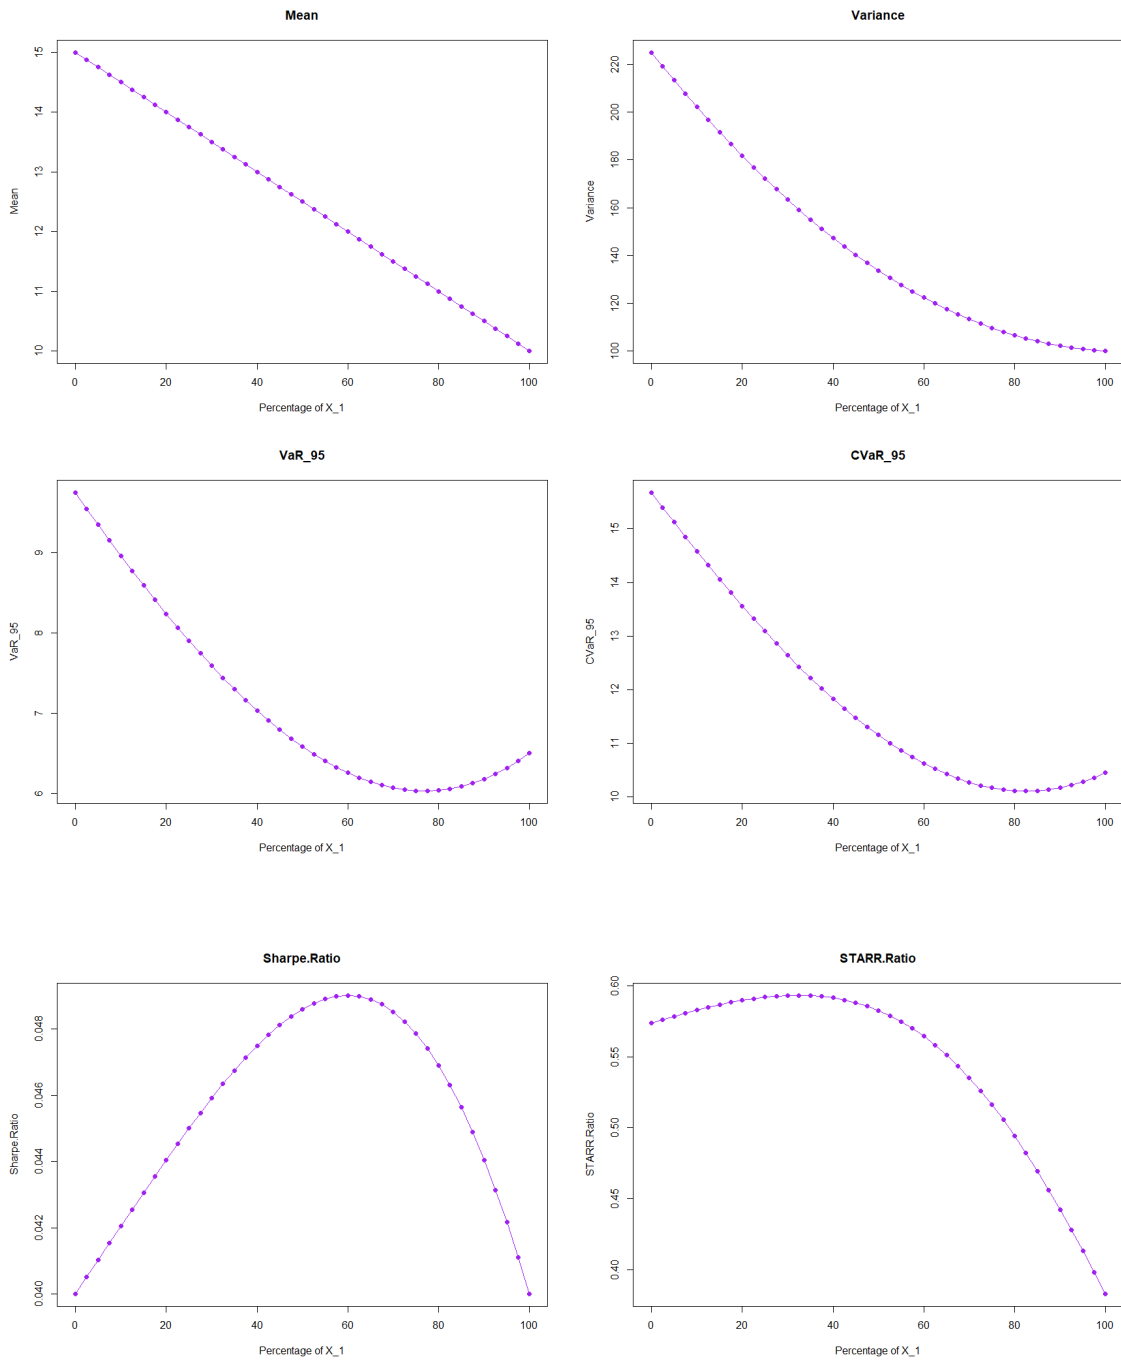 Mean
Mean
15
14
13
12
11
10
0 20 40 60 80 100
Percentage of X_1
Variance
Variance
220
200
180
160
140
120
100
0 20 40 60 80 100
Percentage of X_1
VaR_95
VaR_95
9
8
7
6
0 20 40 60 80 100
Percentage of X_1
CVaR_95
CVaR_95
15
14
13
12
11
10
0 20 40 60 80 100
Percentage of X_1
Sharpe.Ratio
Sharpe.Ratio
0.048
0.046
0.044
0.042
0.040
0 20 40 60 80 100
Percentage of X_1
STARR.Ratio
STARR.Ratio
0.60
0.55
0.50
0.45
0.40
0 20 40 60 80 100
Percentage of X_1